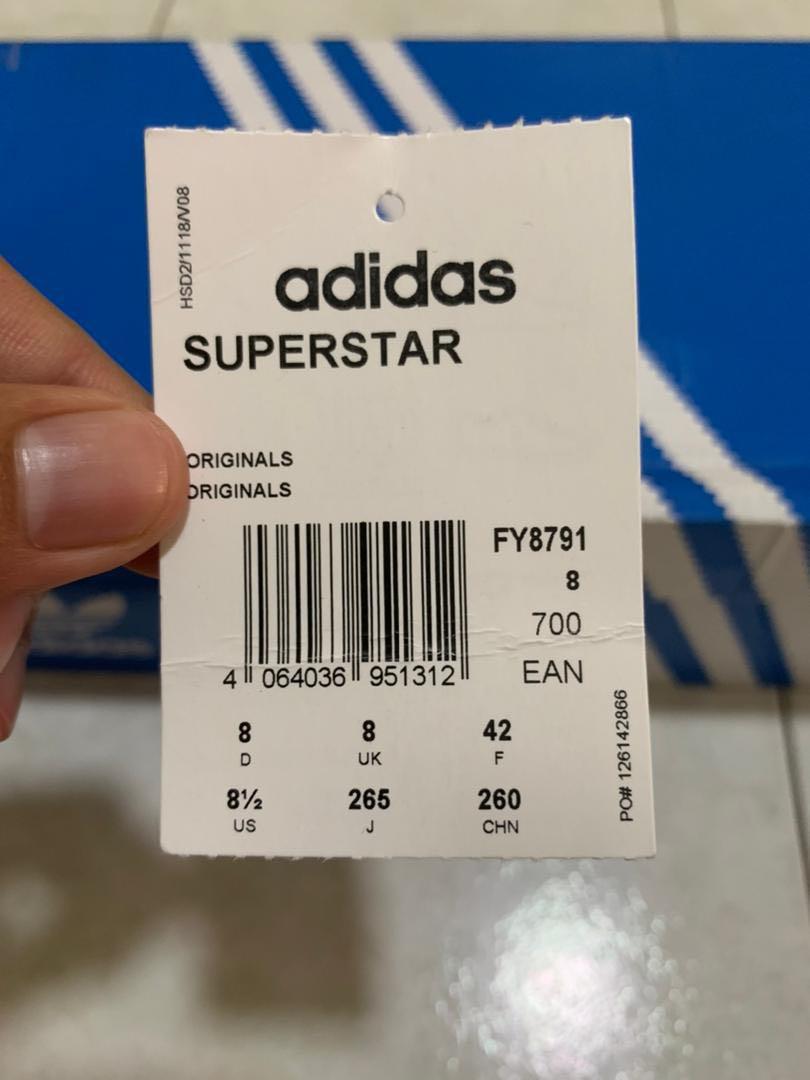 HSD2/1118/V08
adidas
SUPERSTAR
ORIGINALS
ORIGINALS
FY8791
8
700
EAN
4 064036 951312
8 8 42
D UK F
8½ 265 260
US J CHN
PO# 126142866